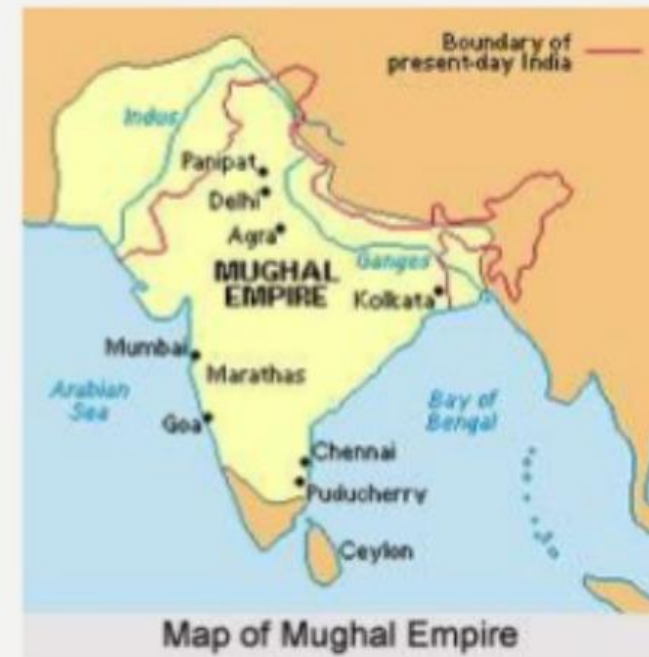 Boundary of
present-day India
Indus
Panipat
Delhi
Agra
MUGHAL
EMPIRE
Ganges
Kolkata
Mumbai
Marathas
Arabian
Sea
Goa
Bay of
Bengal
Chennai
Puducherry
Ceylon
Map of Mughal Empire